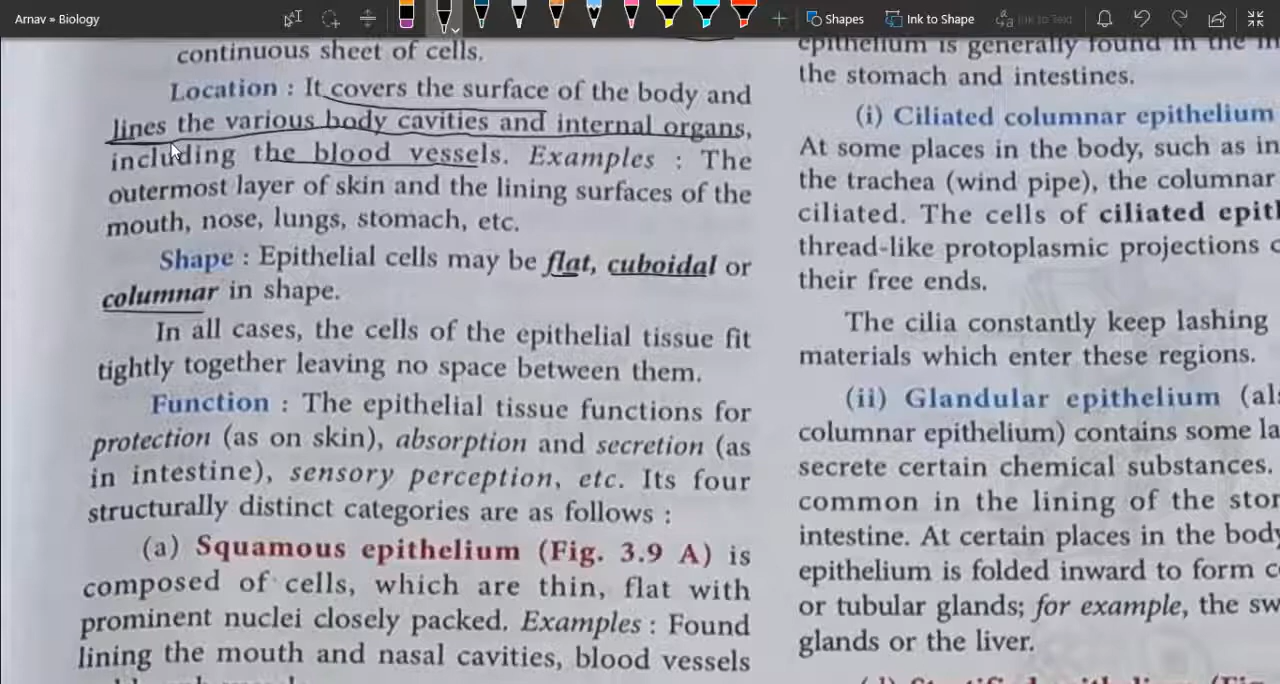 Arnav » Biology
Shapes
Ink to Shape
Ink to Text
continuous sheet of cells.
Location : It covers the surface of the body and
lines the various body cavities and internal organs,
including the blood vessels. Examples : The
outermost layer of skin and the lining surfaces of the
mouth, nose, lungs, stomach, etc.
Shape : Epithelial cells may be flat, cuboidal or
columnar in shape.
In all cases, the cells of the epithelial tissue fit
tightly together leaving no space between them.
Function : The epithelial tissue functions for
protection (as on skin), absorption and secretion (as
in intestine), sensory perception, etc. Its four
structurally distinct categories are as follows :
(a) Squamous epithelium (Fig. 3.9 A) is
composed of cells, which are thin, flat with
prominent nuclei closely packed. Examples : Found
lining the mouth and nasal cavities, blood vessels
epithelium is generally found in the
the stomach and intestines.
(i) Ciliated columnar epithelium
At some places in the body, such as in
the trachea (wind pipe), the columnar
ciliated. The cells of ciliated epit
thread-like protoplasmic projections
their free ends.
The cilia constantly keep lashing
materials which enter these regions.
(ii) Glandular epithelium (al
columnar epithelium) contains some la
secrete certain chemical substances.
common in the lining of the sto
intestine. At certain places in the body
epithelium is folded inward to form
or tubular glands; for example, the sw
glands or the liver.